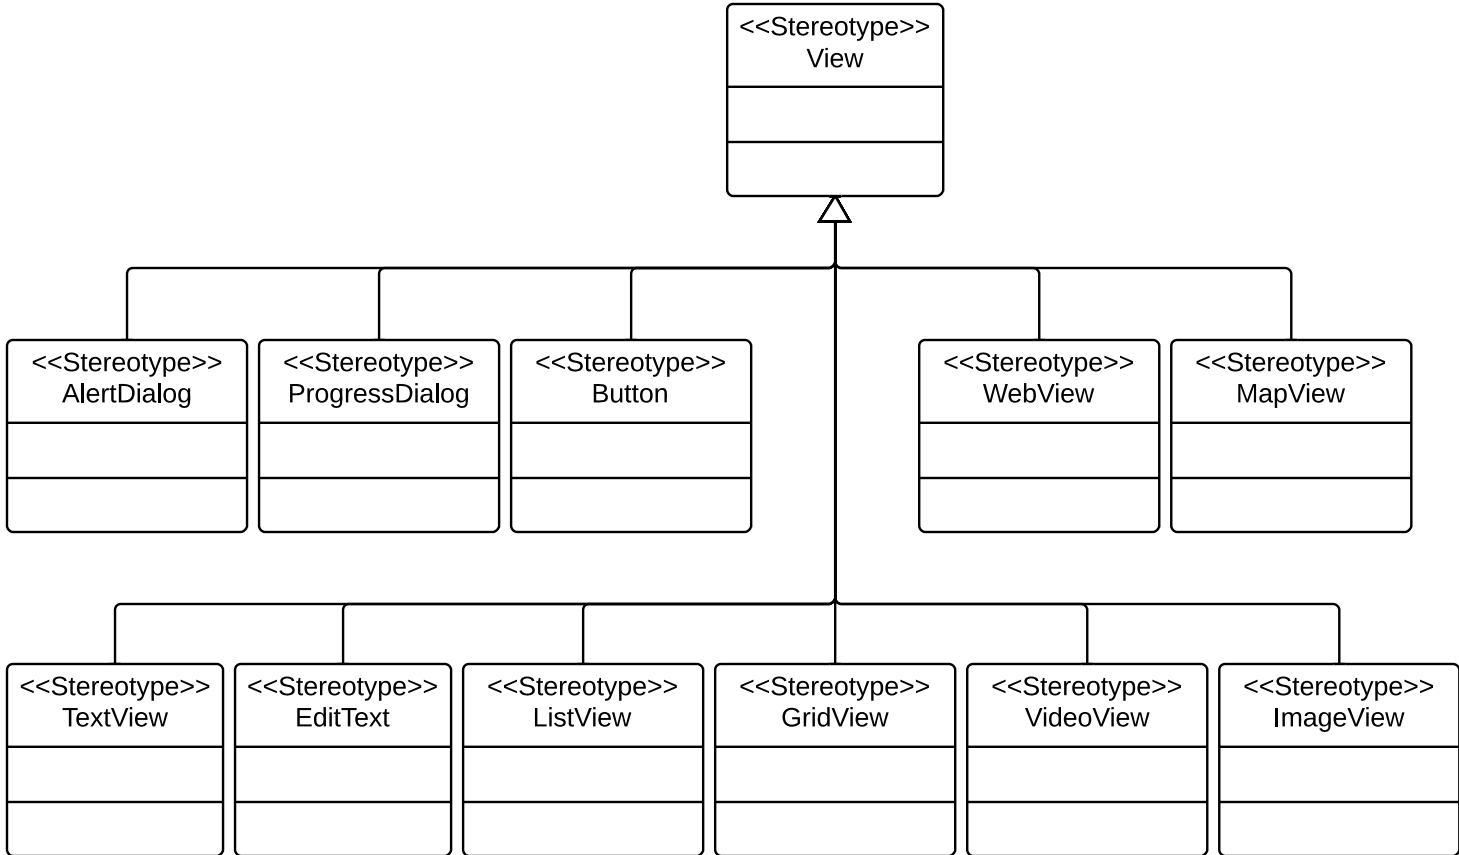 <<Stereotype>>
View
<<Stereotype>>
AlertDialog
<<Stereotype>>
ProgressDialog
<<Stereotype>>
Button
<<Stereotype>>
WebView
<<Stereotype>>
MapView
<<Stereotype>>
TextView
<<Stereotype>>
EditText
<<Stereotype>>
ListView
<<Stereotype>>
GridView
<<Stereotype>>
VideoView
<<Stereotype>>
ImageView